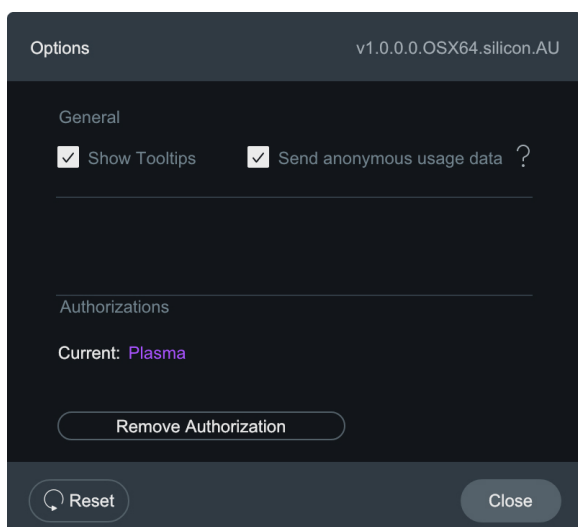 Options v1.0.0.0.OSX64.silicon.AU
General
Show Tooltips Send anonymous usage data ?
Authorizations
Current: Plasma
Remove Authorization
Reset Close